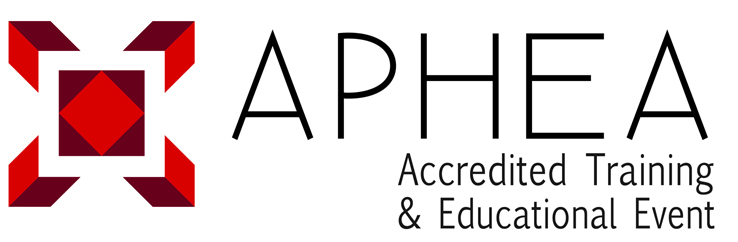 APHEA
Accredited Training
& Educational Event